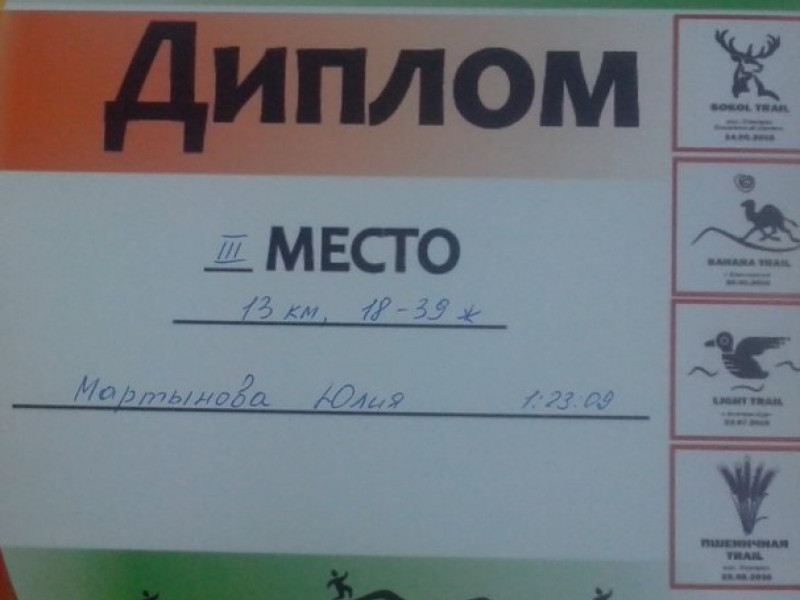 ДИПЛОМ
III МЕСТО
13 км, 18-39 ж
Мартынова Юлия 1:23:09
SOKOL TRAIL
TRAIL
LIGHT TRAIL
ПШЕНИЧНАЯ
TRAIL